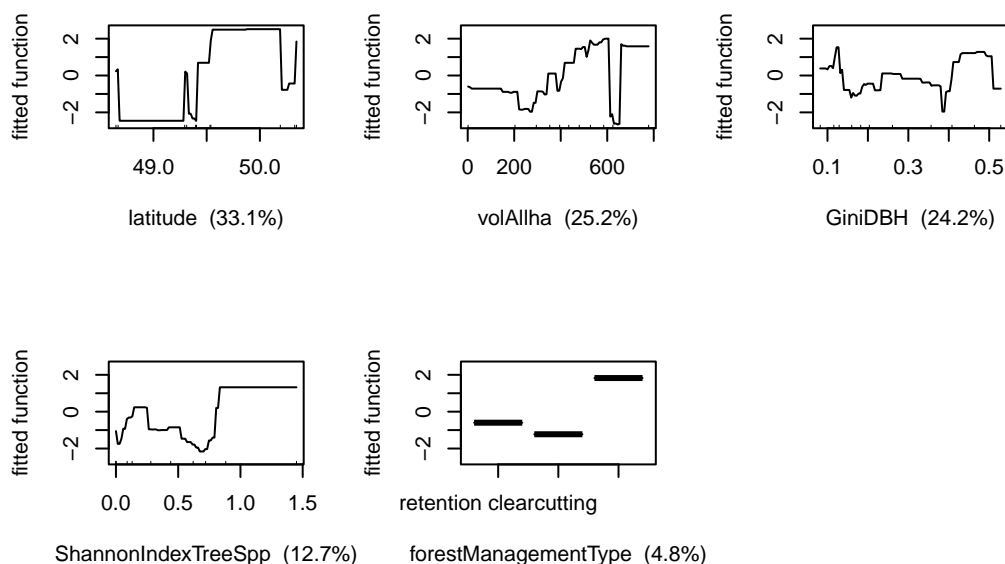 fitted function
2
0
−2
49.0 50.0
latitude (33.1%)
fitted function
2
0
−2
0 200 600
volAllha (25.2%)
fitted function
2
0
−2
0.1 0.3 0.5
GiniDBH (24.2%)
fitted function
2
0
−2
0.0 0.5 1.0 1.5
ShannonIndexTreeSpp (12.7%)
fitted function
2
0
−2
retention clearcutting
forestManagementType (4.8%)